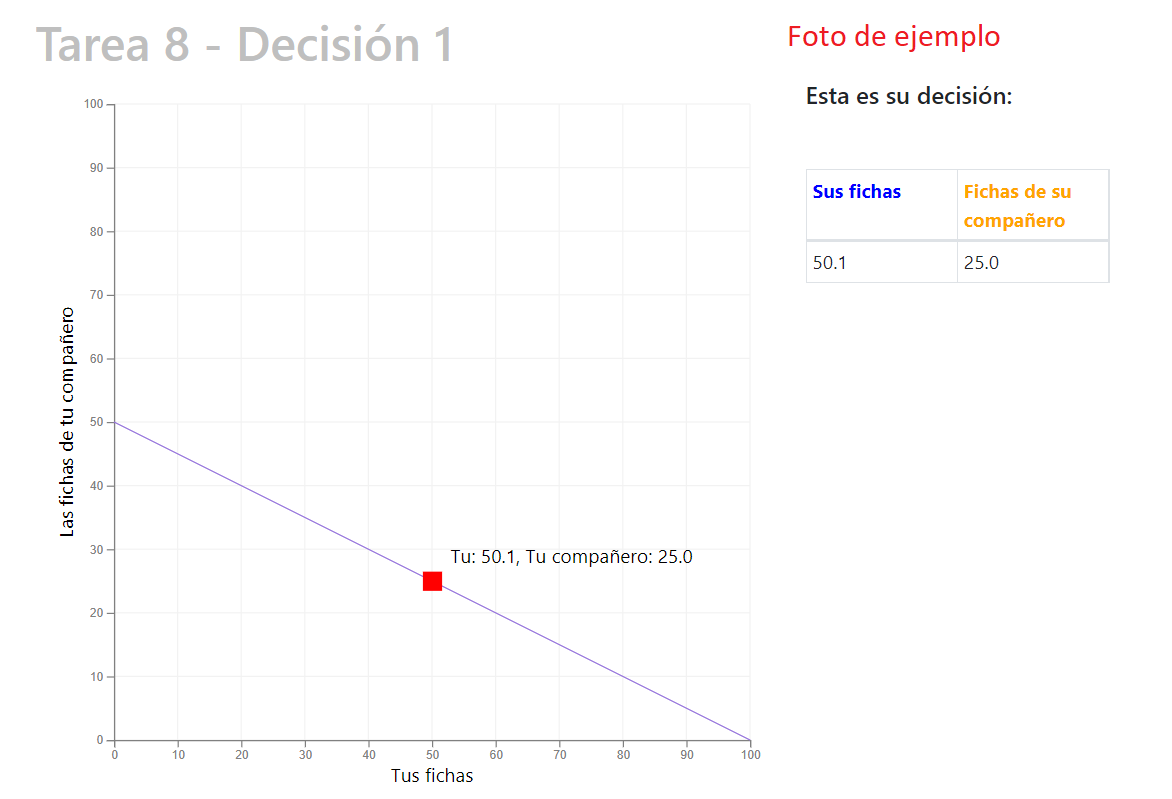 Tarea 8 - Decisión 1
Foto de ejemplo
Esta es su decisión:
Sus fichas
Fichas de su
compañero
50.1
25.0
100
90
80
70
60
50
40
30
20
10
0
Las fichas de tu compañero
Tu: 50.1, Tu compañero: 25.0
0 10 20 30 40 50 60 70 80 90 100
Tus fichas